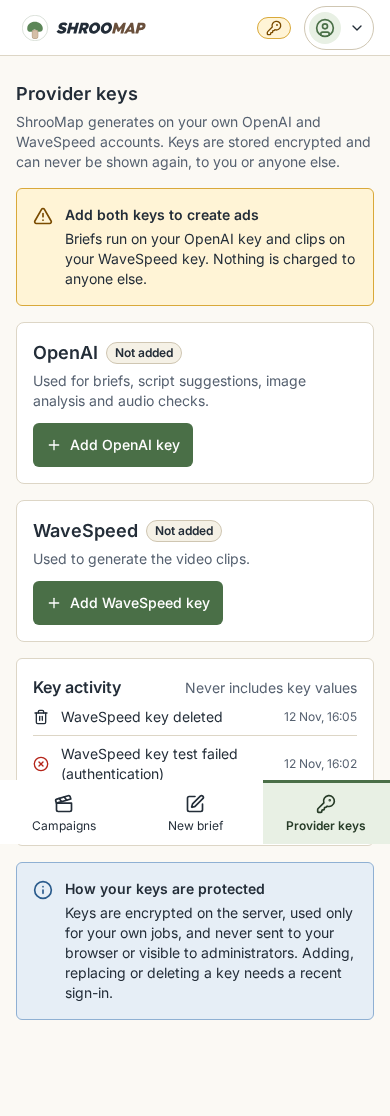 SHROOMAP
Provider keys
ShrooMap generates on your own OpenAI and
WaveSpeed accounts. Keys are stored encrypted and
can never be shown again, to you or anyone else.
Add both keys to create ads
Briefs run on your OpenAI key and clips on
your WaveSpeed key. Nothing is charged to
anyone else.
OpenAI Not added
Used for briefs, script suggestions, image
analysis and audio checks.
Add OpenAI key
WaveSpeed Not added
Used to generate the video clips.
Add WaveSpeed key
Key activity Never includes key values
WaveSpeed key deleted 12 Nov, 16:05
WaveSpeed key test failed
(authentication) 12 Nov, 16:02
Campaigns New brief Provider keys
How your keys are protected
Keys are encrypted on the server, used only
for your own jobs, and never sent to your
browser or visible to administrators. Adding,
replacing or deleting a key needs a recent
sign-in.